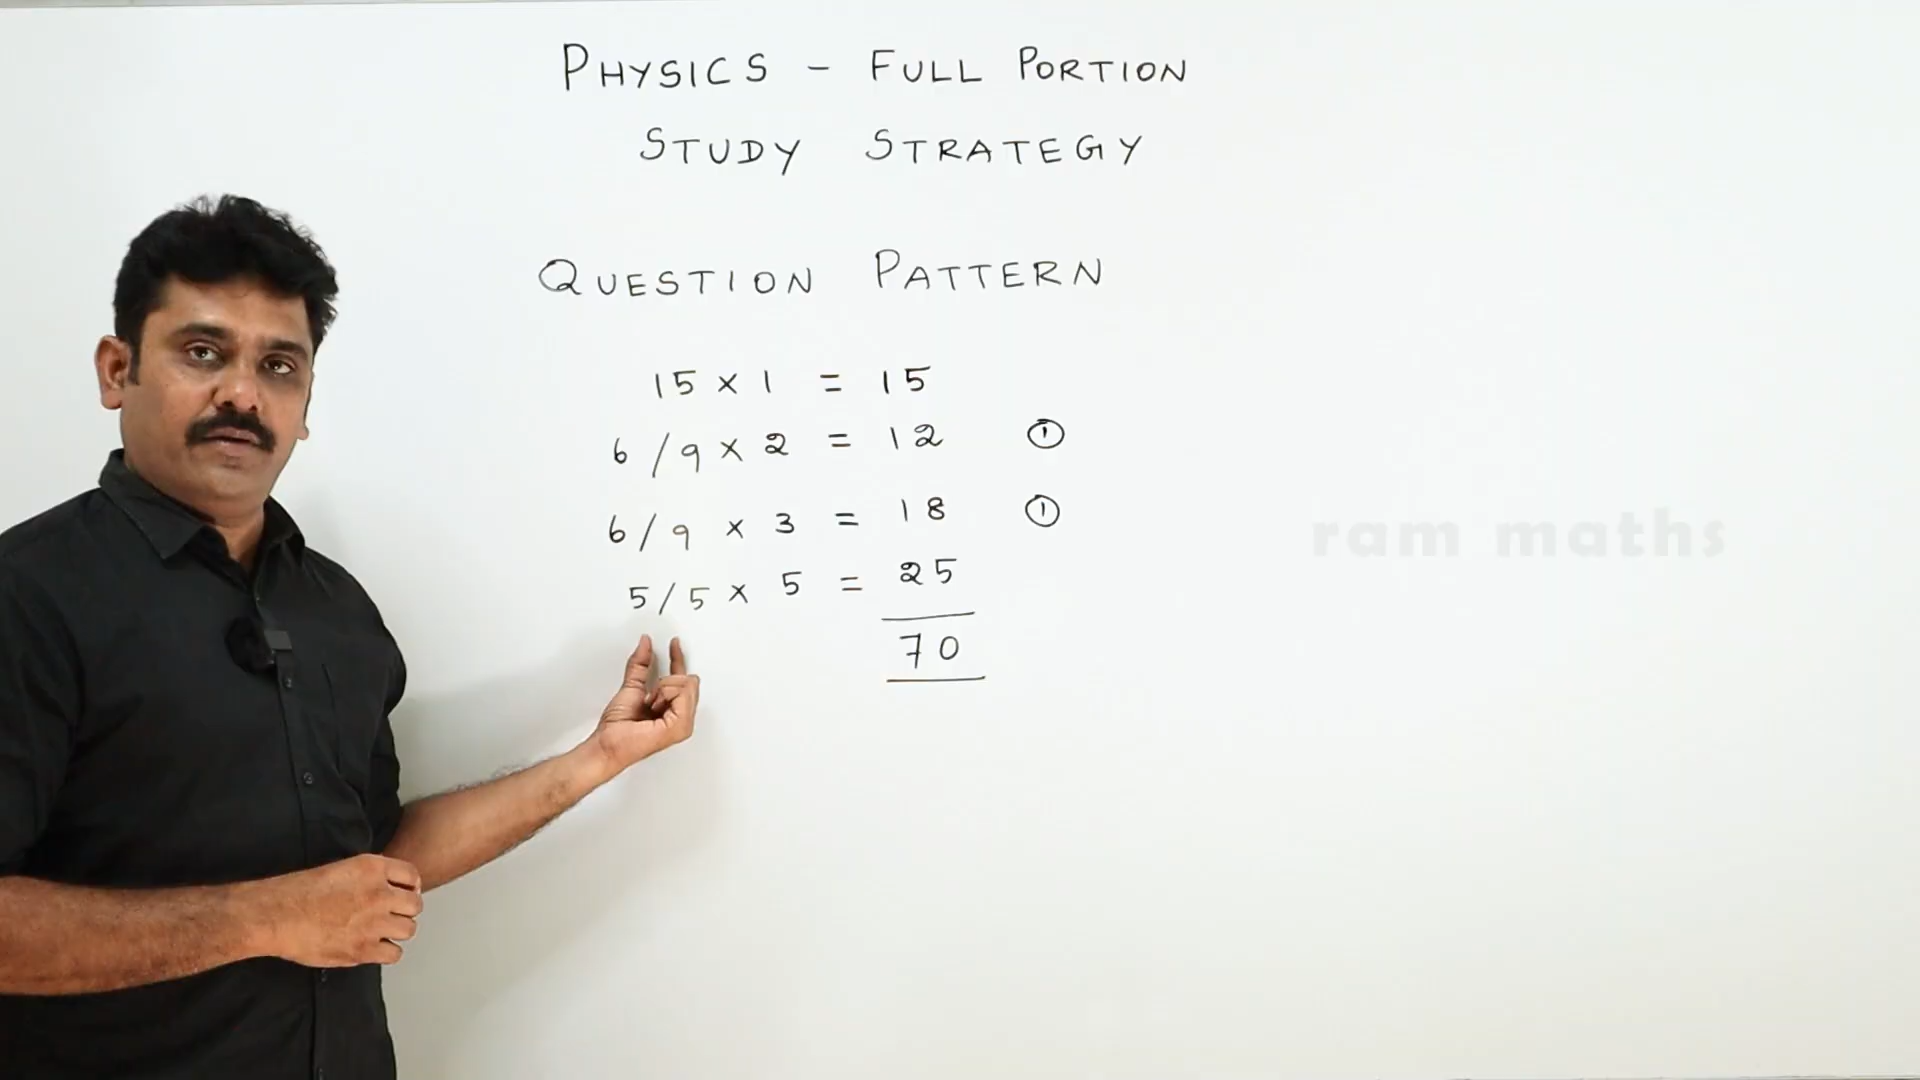 PHYSICS - FULL PORTION
STUDY STRATEGY
QUESTION PATTERN
15 × 1 = 15
6 / 9 × 2 = 12 ①
6 / 9 × 3 = 18 ①
5 / 5 × 5 = 25
70
ram maths